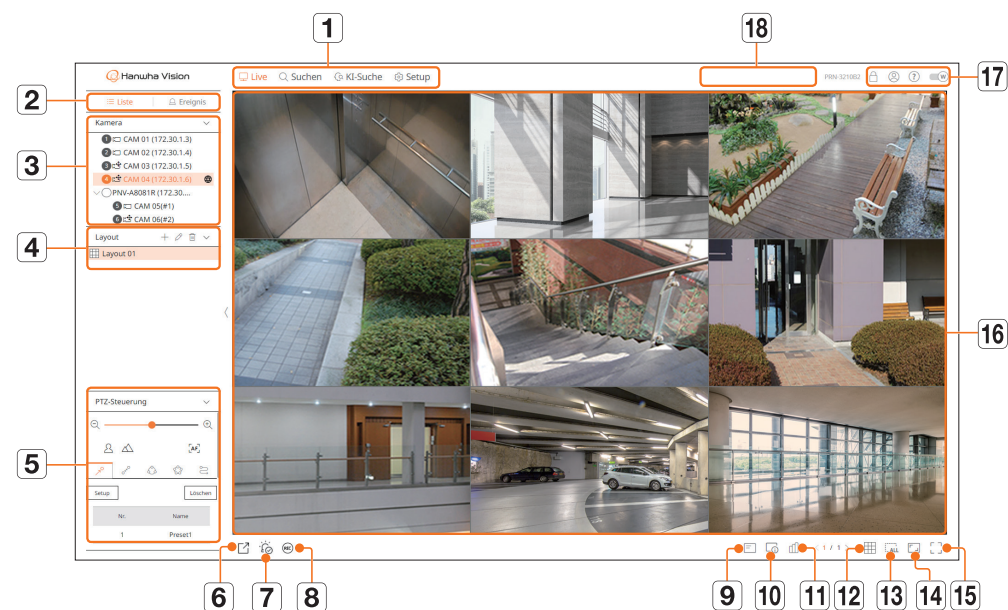 1
18
Hanwha Vision
Live Suchen KI-Suche Setup
PRN-3210B2
? W
17
2
Liste Ereignis
3
Kamera
1 CAM 01 (172.30.1.3)
2 CAM 02 (172.30.1.4)
3 CAM 03 (172.30.1.5)
4 CAM 04 (172.30.1.6)
PNV-A8081R (172.30....
5 CAM 05(#1)
6 CAM 06(#2)
4
Layout
Layout 01
16
5
PTZ-Steuerung
AF
Setup Löschen
Nr. Name
1 Preset1
REC
1 / 1
ALL
6 7 8 9 10 11 12 13 14 15